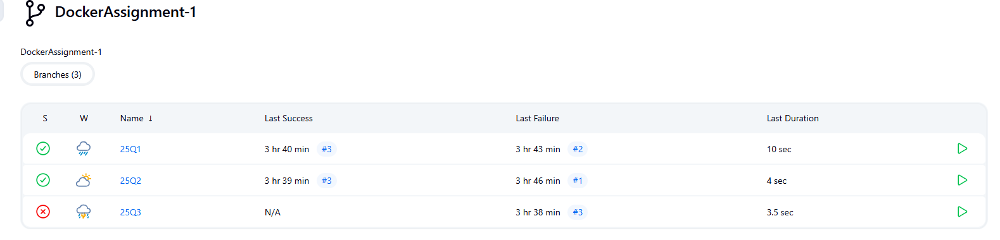 DockerAssignment-1
DockerAssignment-1
Branches (3)
S W Name ↓ Last Success Last Failure Last Duration
25Q1 3 hr 40 min #3 3 hr 43 min #2 10 sec
25Q2 3 hr 39 min #3 3 hr 46 min #1 4 sec
25Q3 N/A 3 hr 38 min #3 3.5 sec